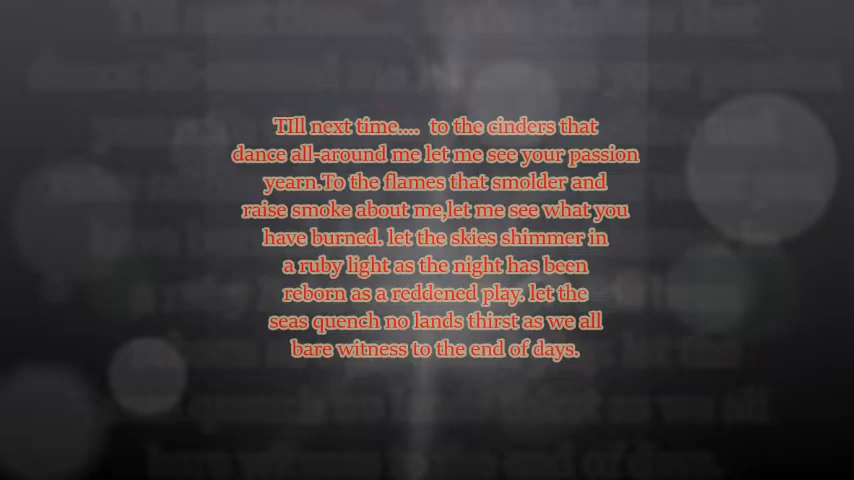 TIll next time....  to the cinders that
dance all-around me let me see your passion
yearn.To the flames that smolder and
raise smoke about me,let me see what you
have burned. let the skies shimmer in
a ruby light as the night has been
reborn as a reddened play. let the
seas quench no lands thirst as we all
bare witness to the end of days.